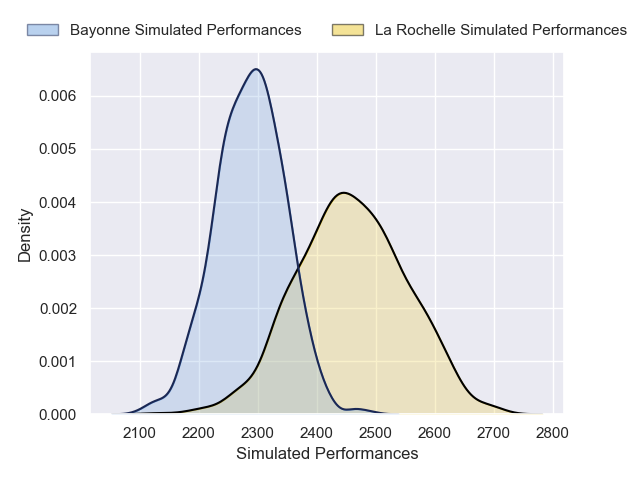 Bayonne Simulated Performances La Rochelle Simulated Performances
0.006
0.005
0.004
0.003
0.002
0.001
0.000
Density
2100 2200 2300 2400 2500 2600 2700 2800
Simulated Performances